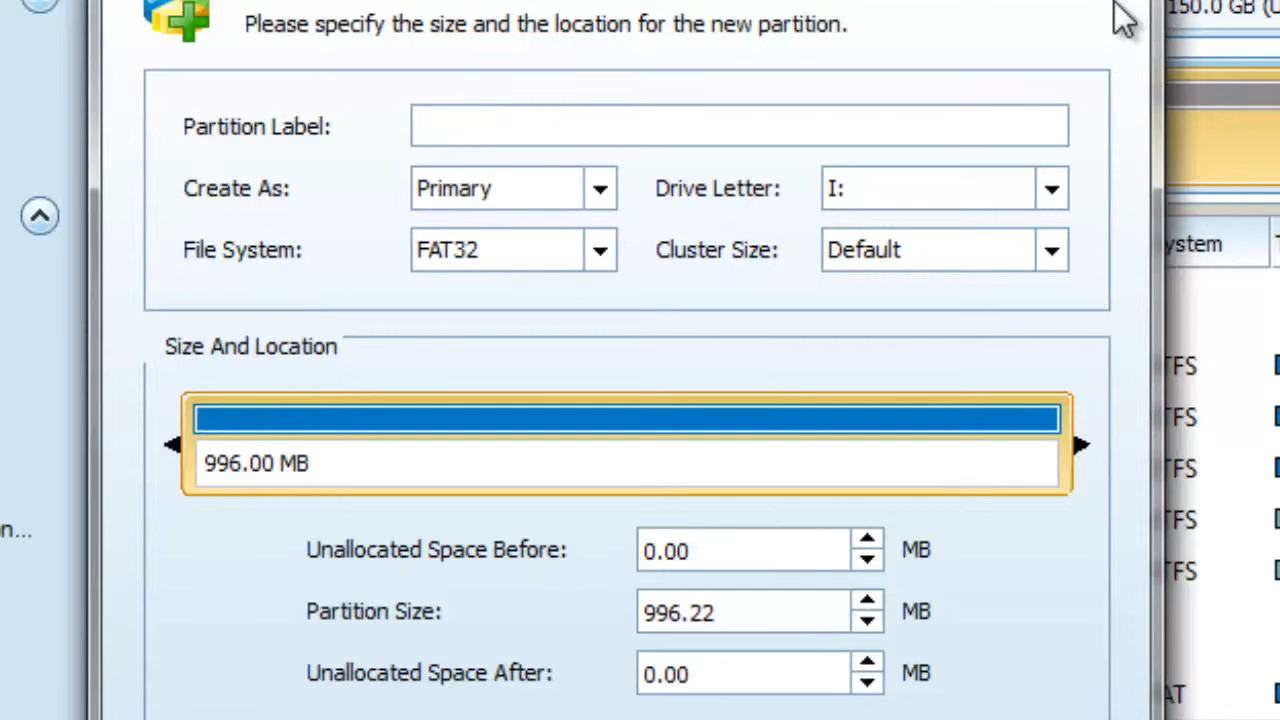 150.0 GB (U
Please specify the size and the location for the new partition.
Partition Label:
Create As: Primary Drive Letter: I:
File System: FAT32 Cluster Size: Default
ystem
Size And Location
TFS
TFS
996.00 MB
TFS
TFS
n...
Unallocated Space Before: 0.00 MB
TFS
Partition Size: 996.22 MB
Unallocated Space After: 0.00 MB
AT